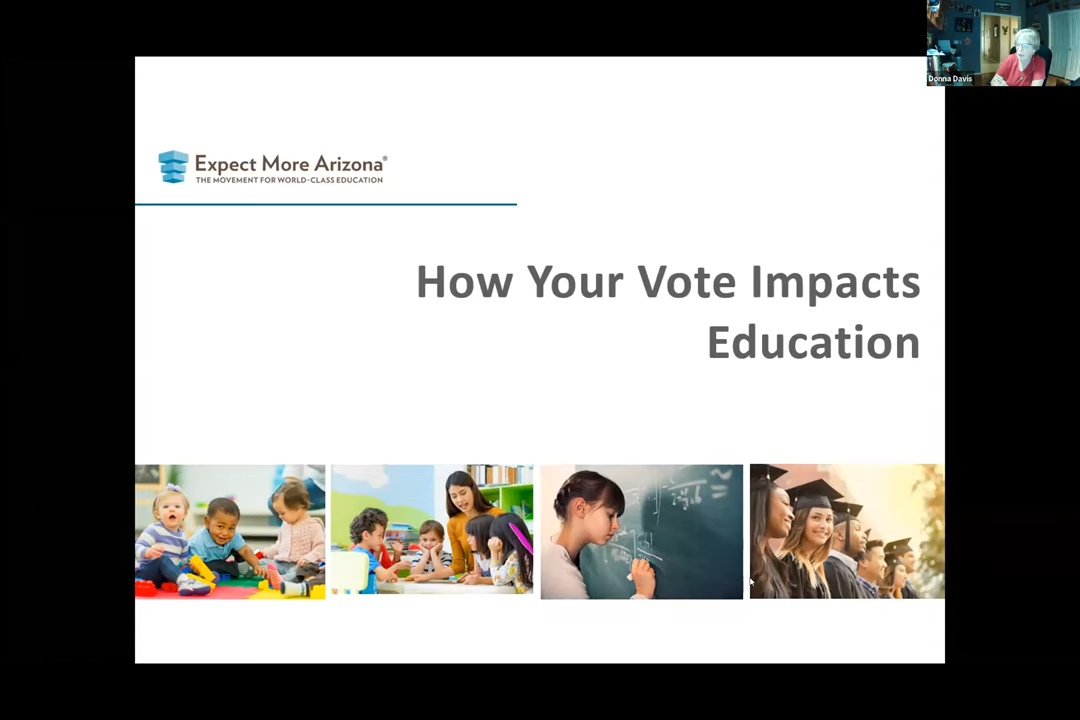 Donna Davis
Expect More Arizona®
THE MOVEMENT FOR WORLD-CLASS EDUCATION
How Your Vote Impacts
Education